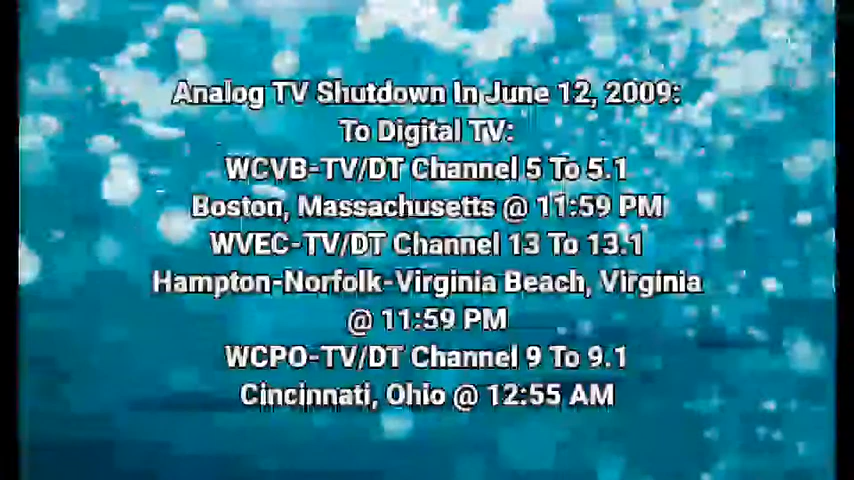 Analog TV Shutdown In June 12, 2009:
To Digital TV:
WCVB-TV/DT Channel 5 To 5.1
Boston, Massachusetts @ 11:59 PM
WVEC-TV/DT Channel 13 To 13.1
Hampton-Norfolk-Virginia Beach, Virginia
@ 11:59 PM
WCPO-TV/DT Channel 9 To 9.1
Cincinnati, Ohio @ 12:55 AM